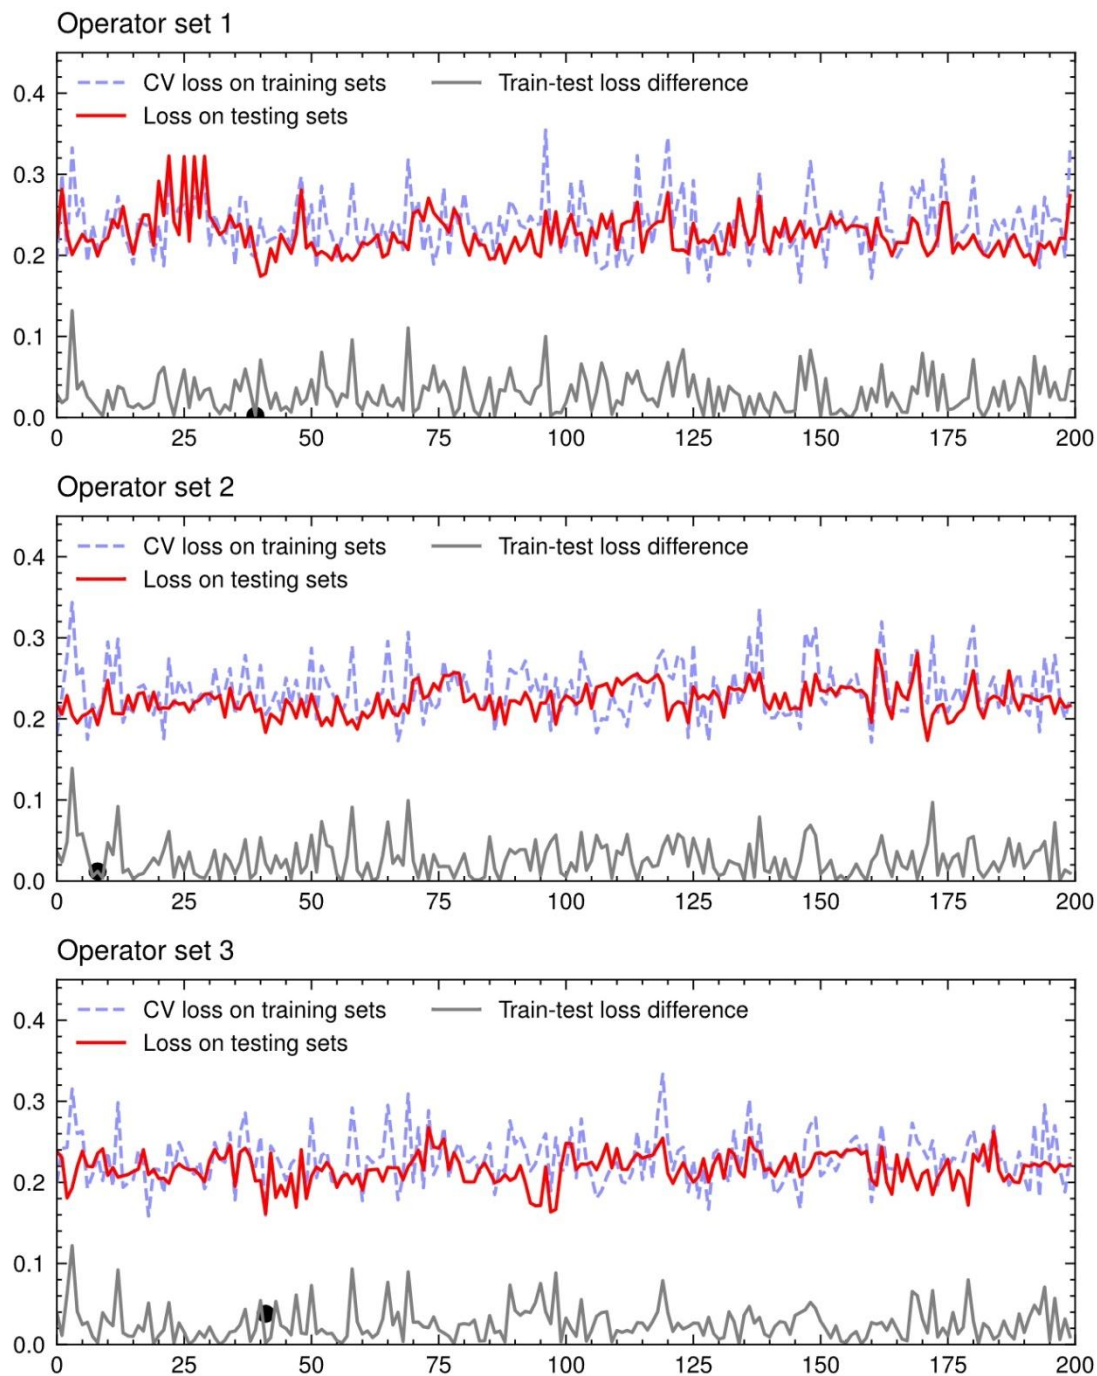 Operator set 1
CV loss on training sets
Train-test loss difference
Loss on testing sets
0.4
0.3
0.2
0.1
0.0
0 25 50 75 100 125 150 175 200
Operator set 2
CV loss on training sets
Train-test loss difference
Loss on testing sets
0.4
0.3
0.2
0.1
0.0
0 25 50 75 100 125 150 175 200
Operator set 3
CV loss on training sets
Train-test loss difference
Loss on testing sets
0.4
0.3
0.2
0.1
0.0
0 25 50 75 100 125 150 175 200